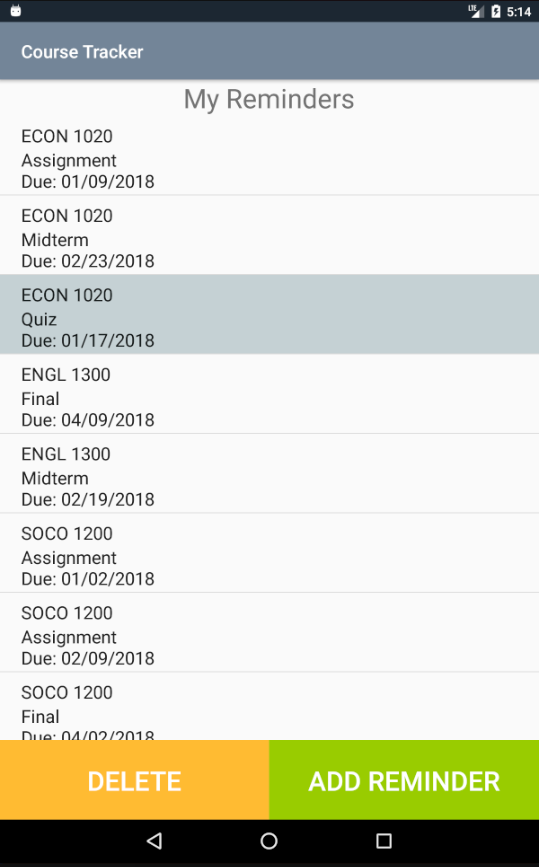 LTE 5:14
Course Tracker
My Reminders
ECON 1020
Assignment
Due: 01/09/2018
ECON 1020
Midterm
Due: 02/23/2018
ECON 1020
Quiz
Due: 01/17/2018
ENGL 1300
Final
Due: 04/09/2018
ENGL 1300
Midterm
Due: 02/19/2018
SOCO 1200
Assignment
Due: 01/02/2018
SOCO 1200
Assignment
Due: 02/09/2018
SOCO 1200
Final
Due: 04/02/2018
DELETE ADD REMINDER